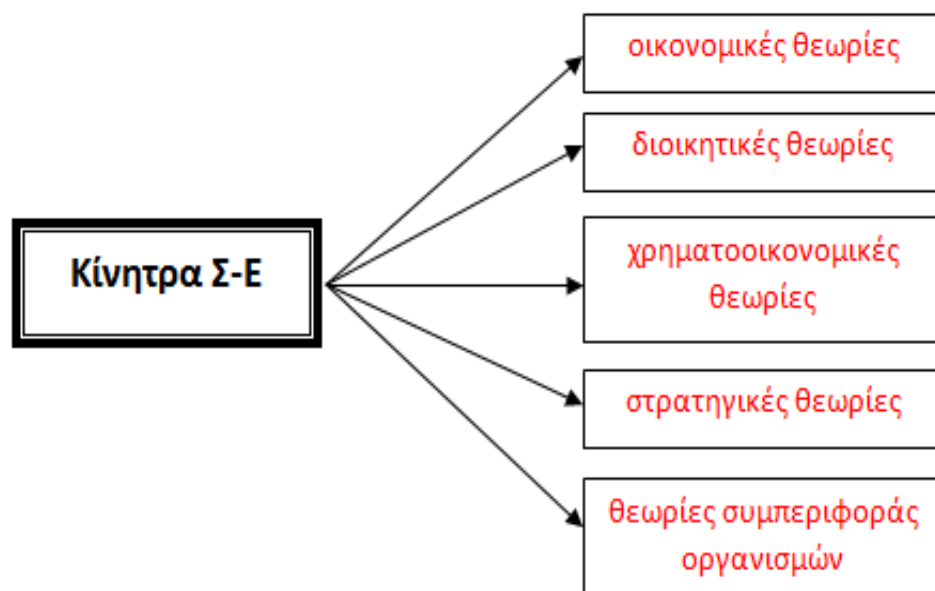 οικονομικές θεωρίες
διοικητικές θεωρίες
Κίνητρα Σ-Ε
χρηματοοικονομικές
θεωρίες
στρατηγικές θεωρίες
θεωρίες συμπεριφοράς
οργανισμών